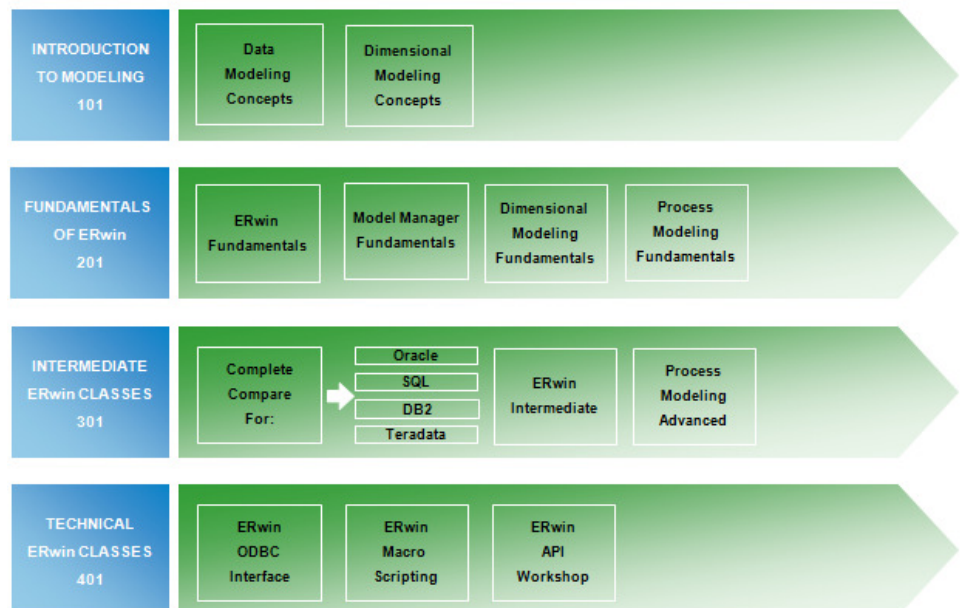 INTRODUCTION
TO MODELING
101
Data
Modeling
Concepts
Dimensional
Modeling
Concepts
FUNDAMENTALS
OF ERwin
201
ERwin
Fundamentals
Model Manager
Fundamentals
Dimensional
Modeling
Fundamentals
Process
Modeling
Fundamentals
INTERMEDIATE
ERwin CLASSES
301
Complete
Compare
For:
Oracle
SQL
DB2
Teradata
ERwin
Intermediate
Process
Modeling
Advanced
TECHNICAL
ERwin CLASSES
401
ERwin
ODBC
Interface
ERwin
Macro
Scripting
ERwin
API
Workshop